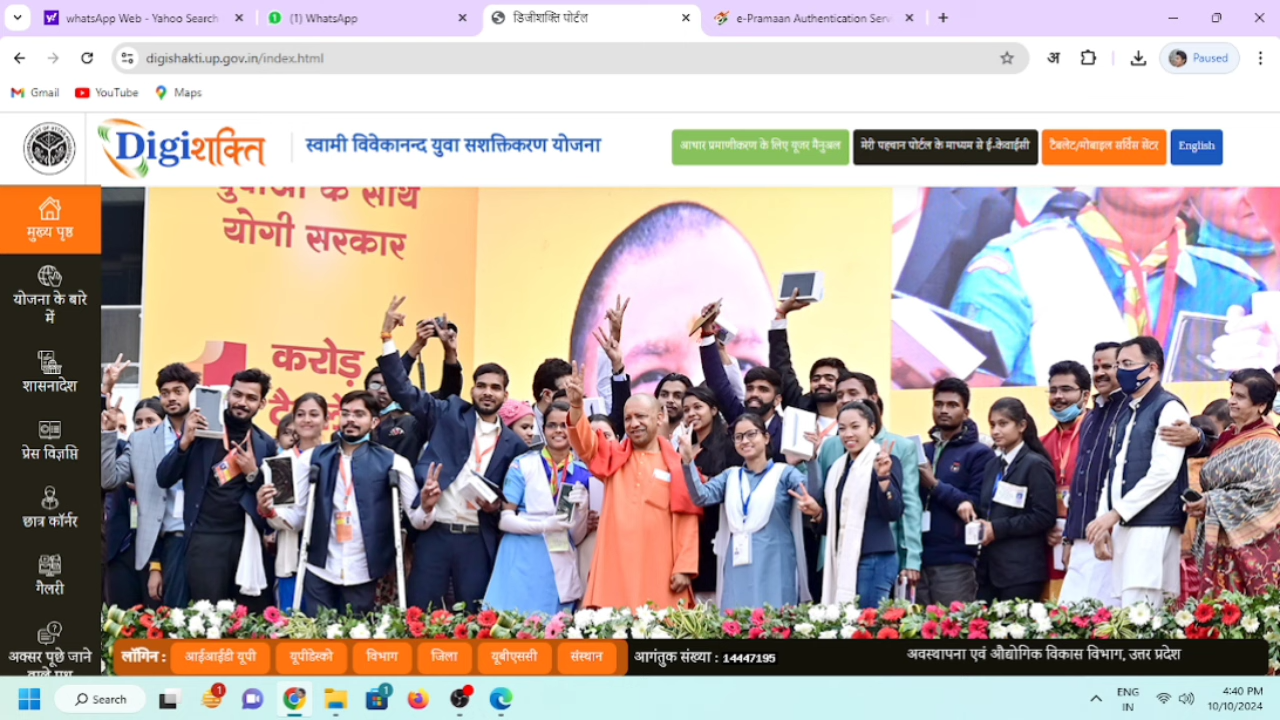 whatsApp Web - Yahoo Search
(1) WhatsApp
डिजीशक्ति पोर्टल
e-Pramaan Authentication Serv
digishakti.up.gov.in/index.html
अ
Paused
Gmail
YouTube
Maps
Digiशक्ति
स्वामी विवेकानन्द युवा सशक्तिकरण योजना
आधार प्रमाणीकरण के लिए यूजर मैनुअल
मेरी पहचान पोर्टल के माध्यम से ई-केवाईसी
टैबलेट/मोबाइल सर्विस सेंटर
English
मुख्य पृष्ठ
योजना के बारे
में
शासनादेश
प्रेस विज्ञप्ति
छात्र कॉर्नर
गैलरी
अक्सर पूछे जाने
युवाओं के साथ
योगी सरकार
1 करोड़
लॉगिन :
आईआईडी यूपी
यूपीडेस्को
विभाग
जिला
यूबीएससी
संस्थान
आगंतुक संख्या : 14447195
अवस्थापना एवं औद्योगिक विकास विभाग, उत्तर प्रदेश
Search
1
1
ENG
IN
4:40 PM
10/10/2024